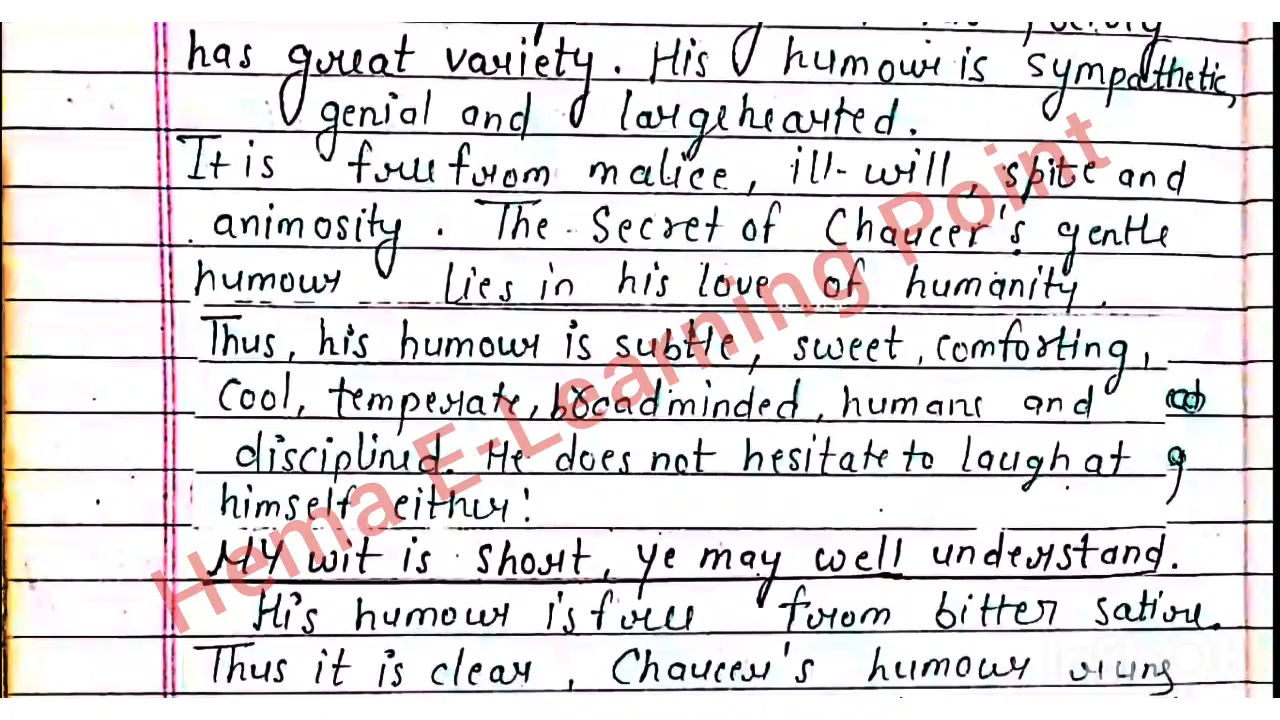 has great variety. His humour is sympathetic,
genial and largehearted.
It is free from malice, ill-will, spite and
animosity. The Secret of Chaucer's gentle
humour Lies in his love of humanity.
Thus, his humour is subtle, sweet, comforting,
Cool, temperate, broadminded, humane and
disciplined. He does not hesitate to laugh at
himself either:
MY wit is short, ye may well understand.
His humour is free from bitter satire.
Thus it is clear, Chaucer's humour rung
Hema E-Learning Point